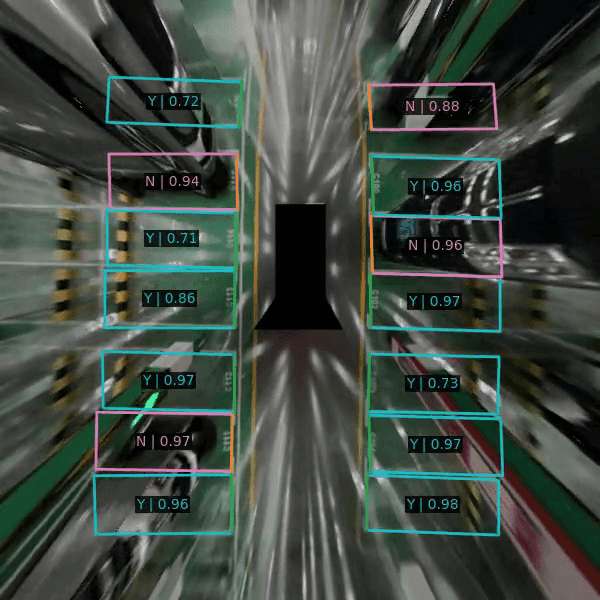 Y | 0.72
N | 0.88
N | 0.94
Y | 0.96
Y | 0.71
N | 0.96
Y | 0.86
Y | 0.97
Y | 0.97
Y | 0.73
N | 0.97
Y | 0.97
Y | 0.96
Y | 0.98